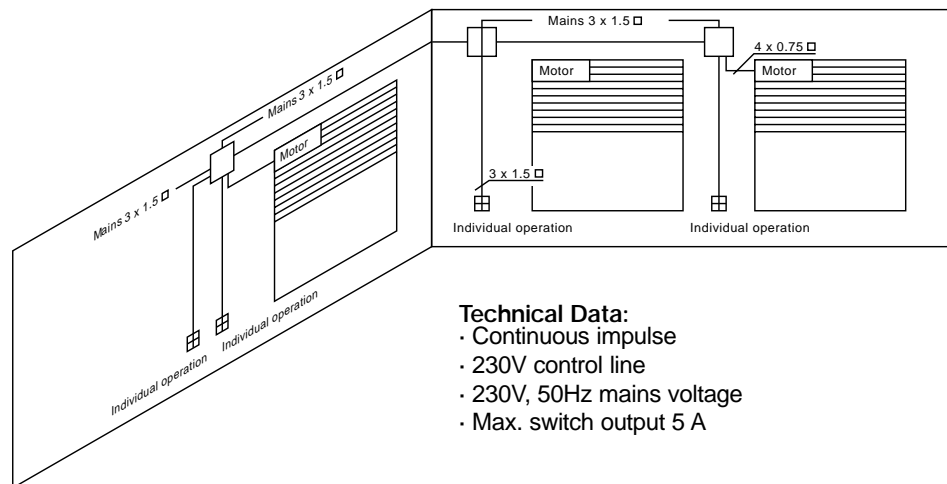 Mains 3 x 1.5 □
4 x 0.75 □
Motor
Motor
Mains 3 x 1.5 □
Motor
3 x 1.5 □
Mains 3 x 1.5 □
Individual operation
Individual operation
Individual operation
Individual operation
Technical Data:
· Continuous impulse
· 230V control line
· 230V, 50Hz mains voltage
· Max. switch output 5 A